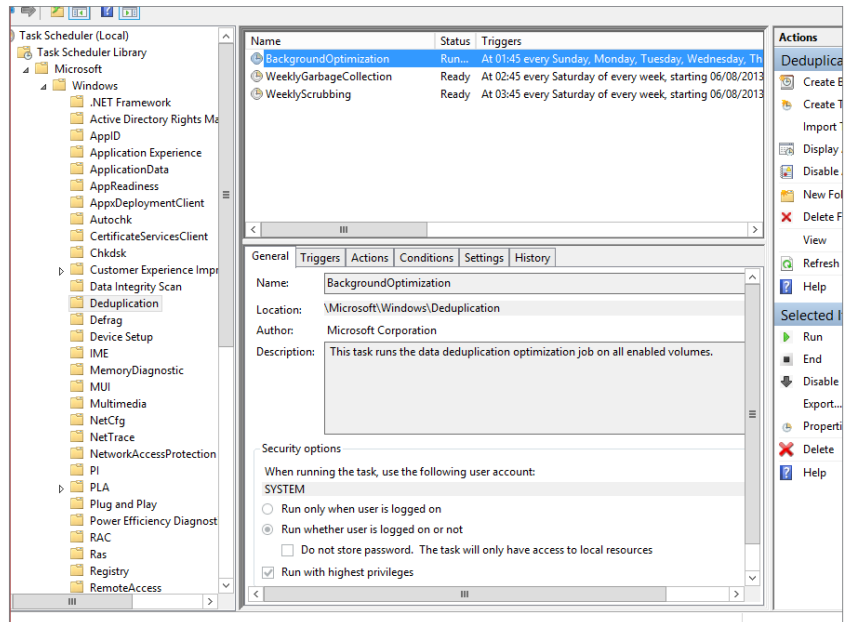 Task Scheduler (Local)
Task Scheduler Library
Microsoft
Windows
.NET Framework
Active Directory Rights Ma
AppID
Application Experience
ApplicationData
AppReadiness
AppxDeploymentClient
Autochk
CertificateServicesClient
Chkdsk
Customer Experience Impr
Data Integrity Scan
Deduplication
Defrag
Device Setup
IME
MemoryDiagnostic
MUI
Multimedia
NetCfg
NetTrace
NetworkAccessProtection
PI
PLA
Plug and Play
Power Efficiency Diagnost
RAC
Ras
Registry
RemoteAccess
Name Status Triggers
BackgroundOptimization Run... At 01:45 every Sunday, Monday, Tuesday, Wednesday, Th
WeeklyGarbageCollection Ready At 02:45 every Saturday of every week, starting 06/08/2013
WeeklyScrubbing Ready At 03:45 every Saturday of every week, starting 06/08/2013
General Triggers Actions Conditions Settings History
Name: BackgroundOptimization
Location: \Microsoft\Windows\Deduplication
Author: Microsoft Corporation
Description: This task runs the data deduplication optimization job on all enabled volumes.
Security options
When running the task, use the following user account:
SYSTEM
Run only when user is logged on
Run whether user is logged on or not
Do not store password. The task will only have access to local resources
Run with highest privileges
Actions
Deduplica
Create B
Create T
Import T
Display
Disable
New Fol
Delete F
View
Refresh
Help
Selected I
Run
End
Disable
Export...
Properti
Delete
Help